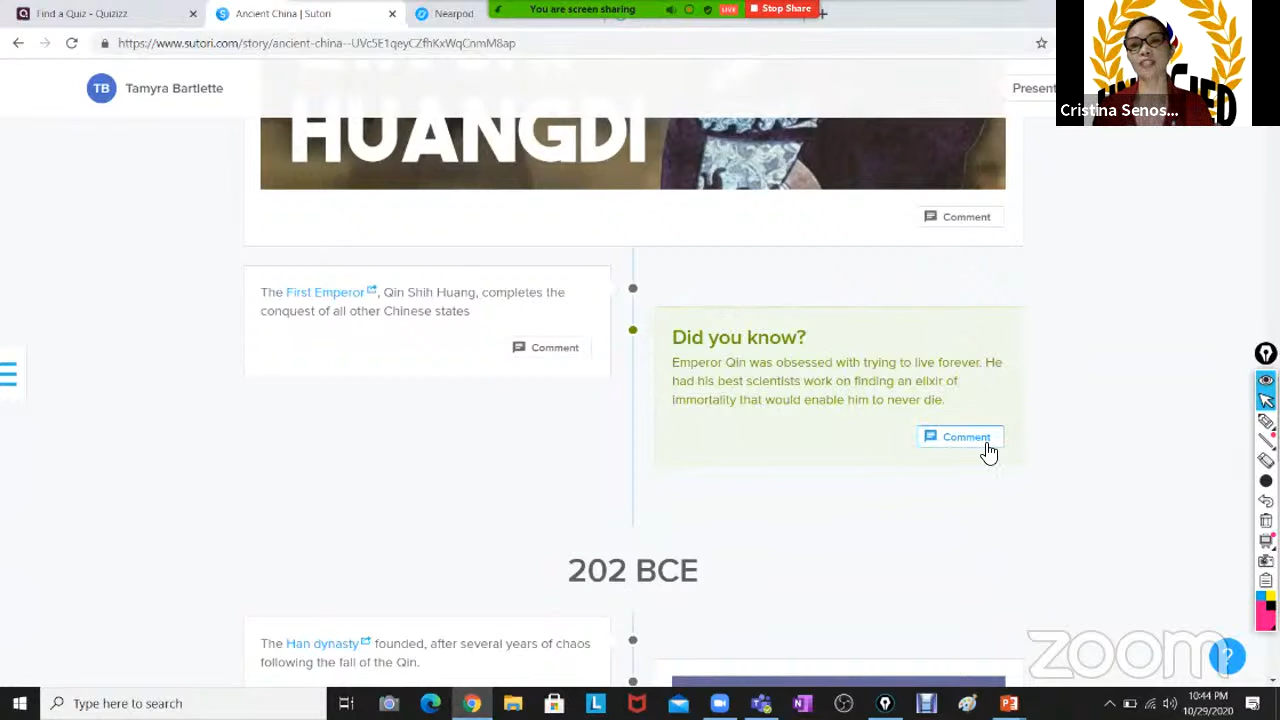 Find a Quiz | Quizizz
Ancient China | Sutori
Nearpod
You are screen sharing
LIVE
Stop Share
https://www.sutori.com/story/ancient-china--UVc5E1qeyCZfhKxWqCnmM8ap
TB
Tamyra Bartlette
Present
Cristina Senos...
HUANGDI
Comment
The First Emperor, Qin Shih Huang, completes the
conquest of all other Chinese states
Comment
Did you know?
Emperor Qin was obsessed with trying to live forever. He
had his best scientists work on finding an elixir of
immortality that would enable him to never die.
Comment
202 BCE
The Han dynasty founded, after several years of chaos
following the fall of the Qin.
zoom
?
Type here to search
10:44 PM
10/29/2020